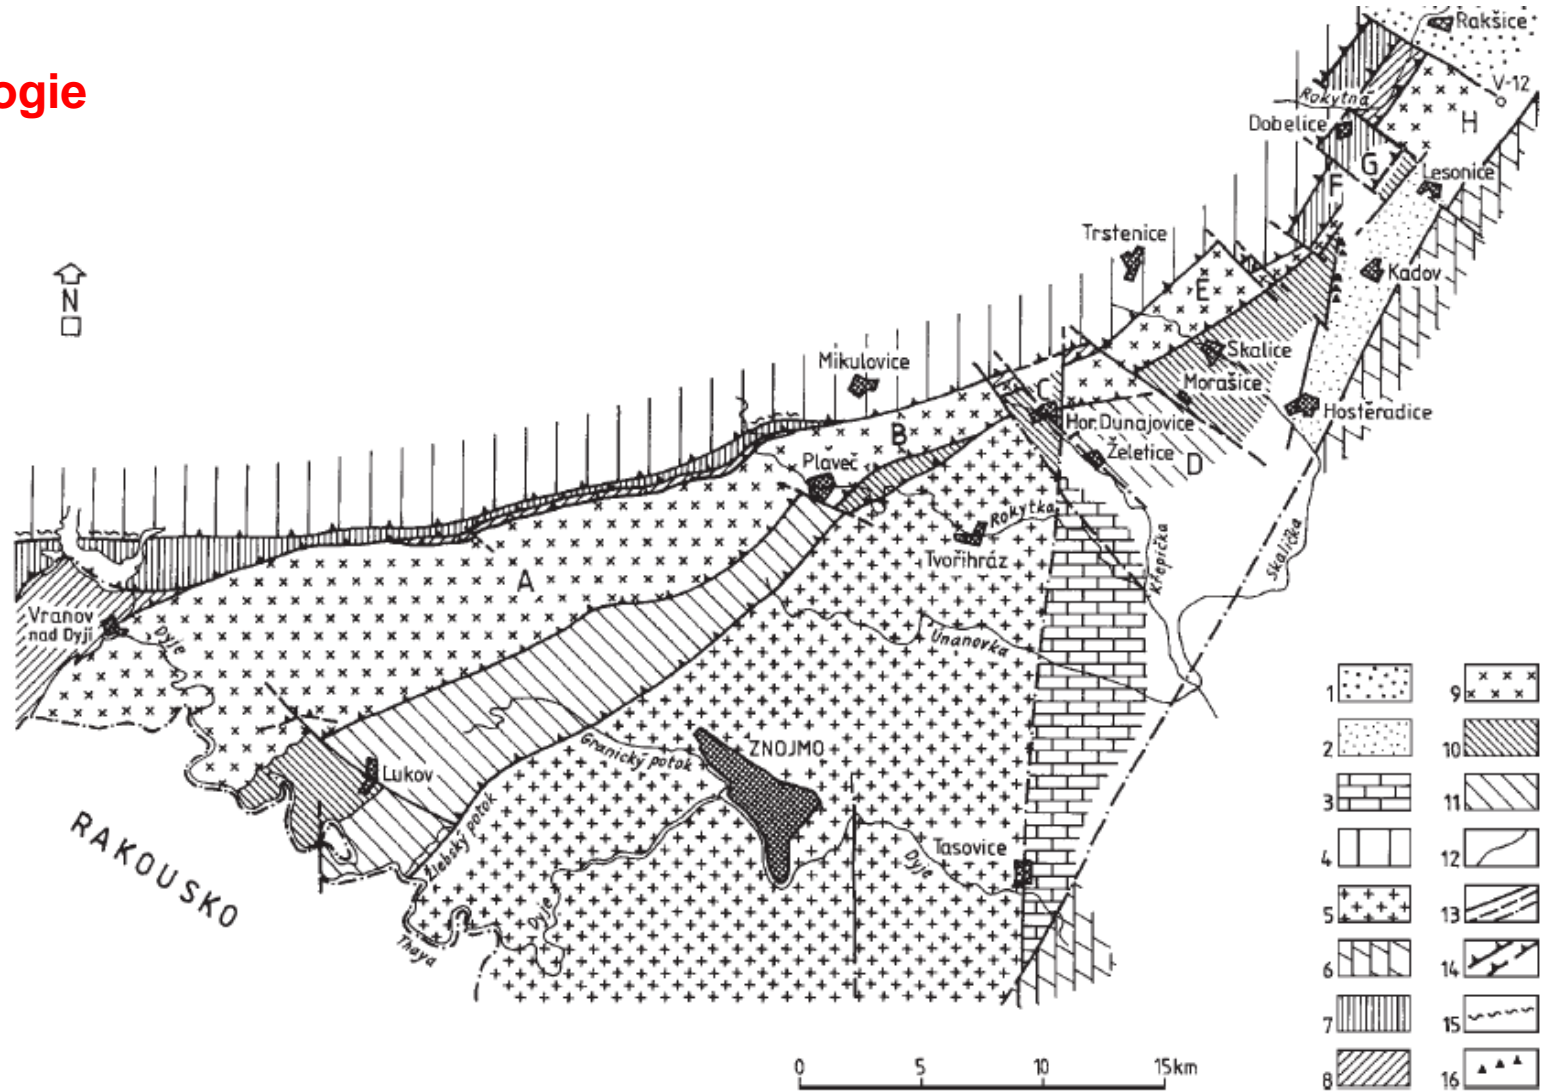 ogie
Rakšice
V-12
Rokytná
Dobelice
H
G
Lesonice
F
Trstenice
Kadov
N
E
Mikulovice
Skalice
C
Morašice
Hostěradice
B
Hor. Dunajovice
Plaveč
Želetice
D
Rokytka
Tvořihráz
Křepička
Skalička
A
Vranov
nad Dyjí
Dyje
Únanovka
Granický potok
ZNOJMO
Lukov
Žlebský potok
RAKOUSKO
Tasovice
Dyje
Dyje
Thaya
1
9
2
10
3
11
4
12
5
13
6
14
7
15
8
16
0 5 10 15km